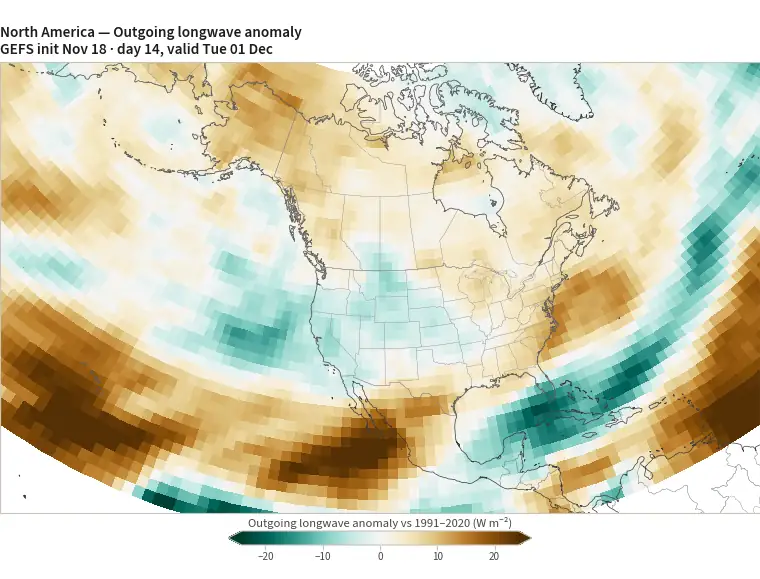 North America — Outgoing longwave anomaly
GEFS init Nov 18 · day 14, valid Tue 01 Dec
Outgoing longwave anomaly vs 1991–2020 (W m⁻²)
−20 −10 0 10 20